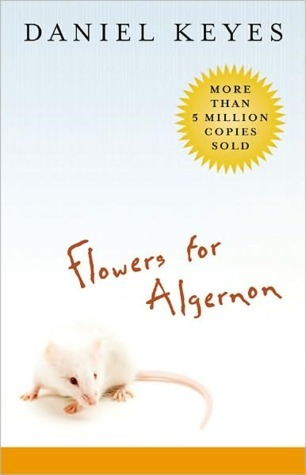 DANIEL KEYES
MORE
THAN
5 MILLION
COPIES
SOLD
Flowers for
Algernon